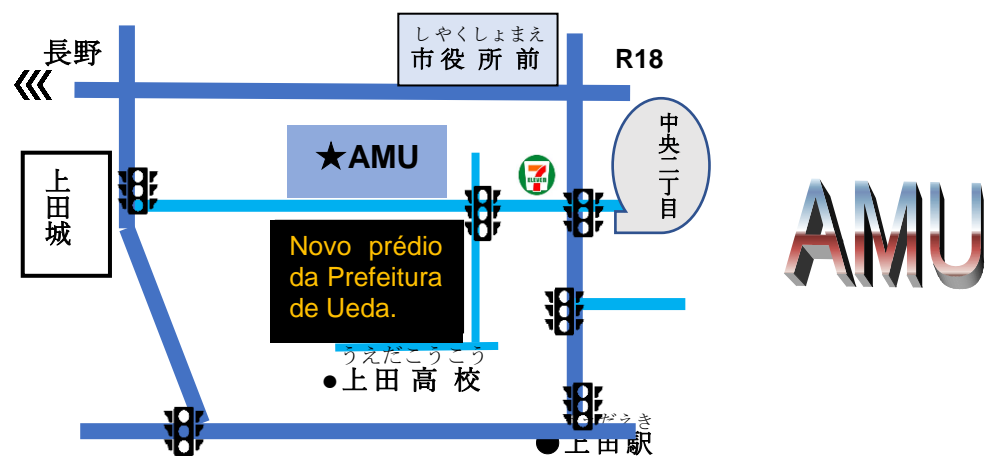 長野
しやくしょまえ
市役所前
R18
中央二丁目
★AMU
7
ELEVEN
上田城
AMU
Novo prédio
da Prefeitura
de Ueda.
うえだこうこう
●上田高校
だえき
●上田駅